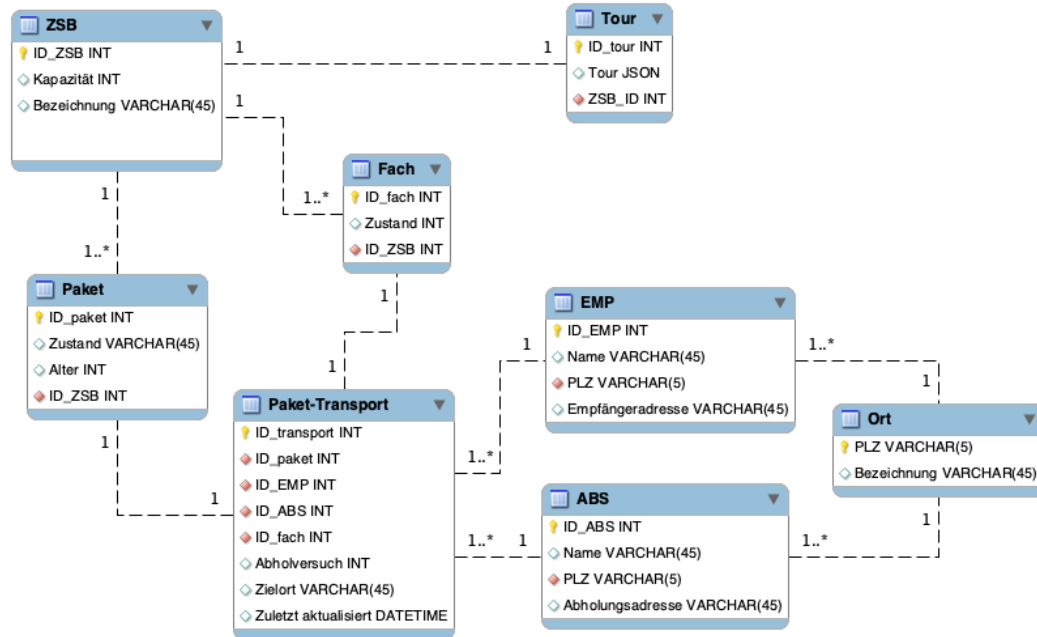 ZSB
ID_ZSB INT
Kapazität INT
Bezeichnung VARCHAR(45)
Tour
ID_tour INT
Tour JSON
ZSB_ID INT
1
1
1
1..*
Fach
ID_fach INT
Zustand INT
ID_ZSB INT
1
1..*
Paket
ID_paket INT
Zustand VARCHAR(45)
Alter INT
ID_ZSB INT
1
1
1
1
Paket-Transport
ID_transport INT
ID_paket INT
ID_EMP INT
ID_ABS INT
ID_fach INT
Abholversuch INT
Zielort VARCHAR(45)
Zuletzt aktualisiert DATETIME
1
1..*
EMP
ID_EMP INT
Name VARCHAR(45)
PLZ VARCHAR(5)
Empfängeradresse VARCHAR(45)
1..*
1
Ort
PLZ VARCHAR(5)
Bezeichnung VARCHAR(45)
1..*
1
ABS
ID_ABS INT
Name VARCHAR(45)
PLZ VARCHAR(5)
Abholungsadresse VARCHAR(45)
1..*
1